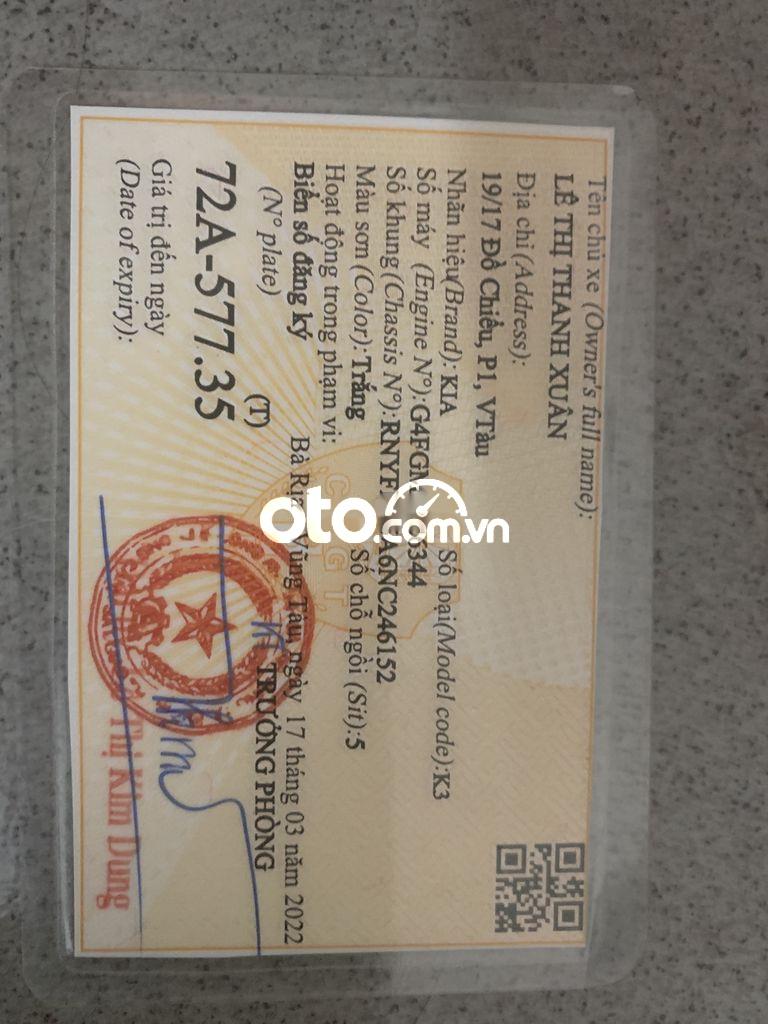 Tên chủ xe (Owner's full name):
LÊ THỊ THANH XUÂN
Địa chỉ (Address):
19/17 Đồ Chiểu, P1, VTàu
Nhãn hiệu(Brand): KIA Số loại(Model code):K3
Số máy (Engine N°):G4FGM 6344
Số khung (Chassis N°):RNYF A6NC246152
Màu sơn (Color): Trắng Số chỗ ngồi (Sit):5
Hoạt động trong phạm vi:
Biển số đăng ký Bà Rịa Vũng Tàu, ngày 17 tháng 03 năm 2022
(N° plate) (T) TRƯỞNG PHÒNG
72A-577.35
Giá trị đến ngày
(Date of expiry):
Thị Kim Dung
oto.com.vn